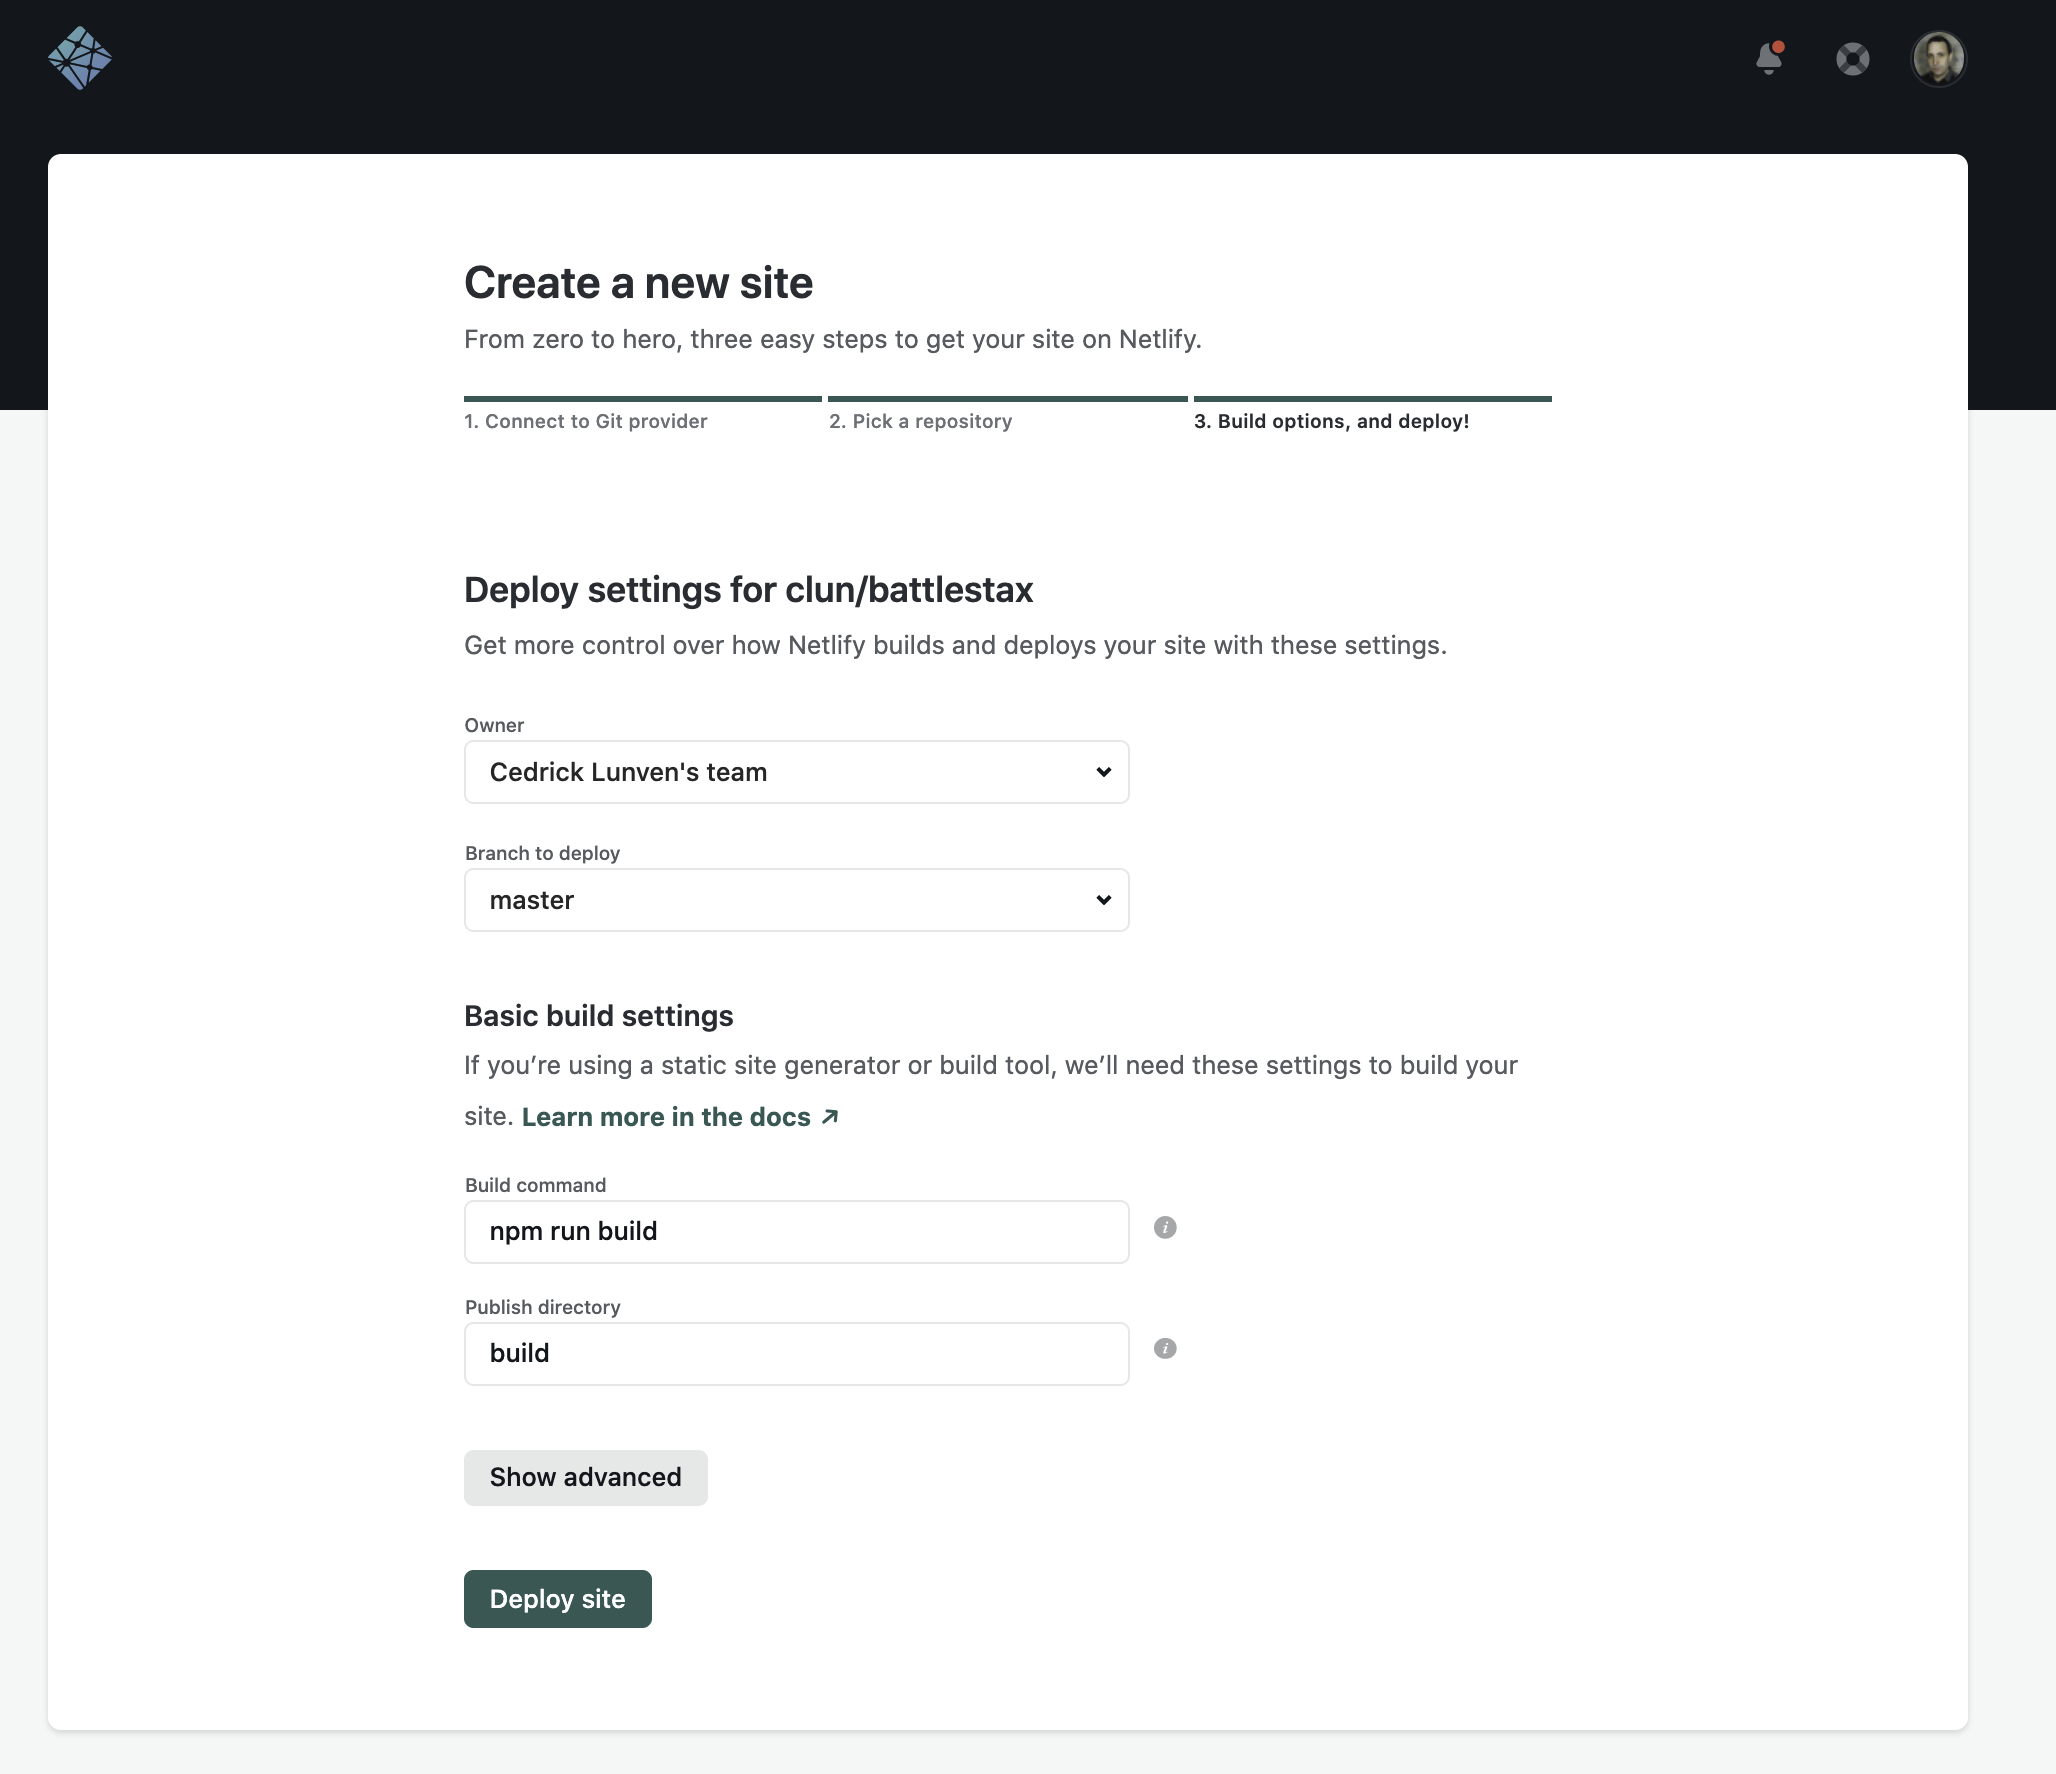 Create a new site
From zero to hero, three easy steps to get your site on Netlify.
1. Connect to Git provider
2. Pick a repository
3. Build options, and deploy!
Deploy settings for clun/battlestax
Get more control over how Netlify builds and deploys your site with these settings.
Owner
Cedrick Lunven's team
Branch to deploy
master
Basic build settings
If you’re using a static site generator or build tool, we’ll need these settings to build your
site. Learn more in the docs ↗
Build command
npm run build
i
Publish directory
build
i
Show advanced
Deploy site